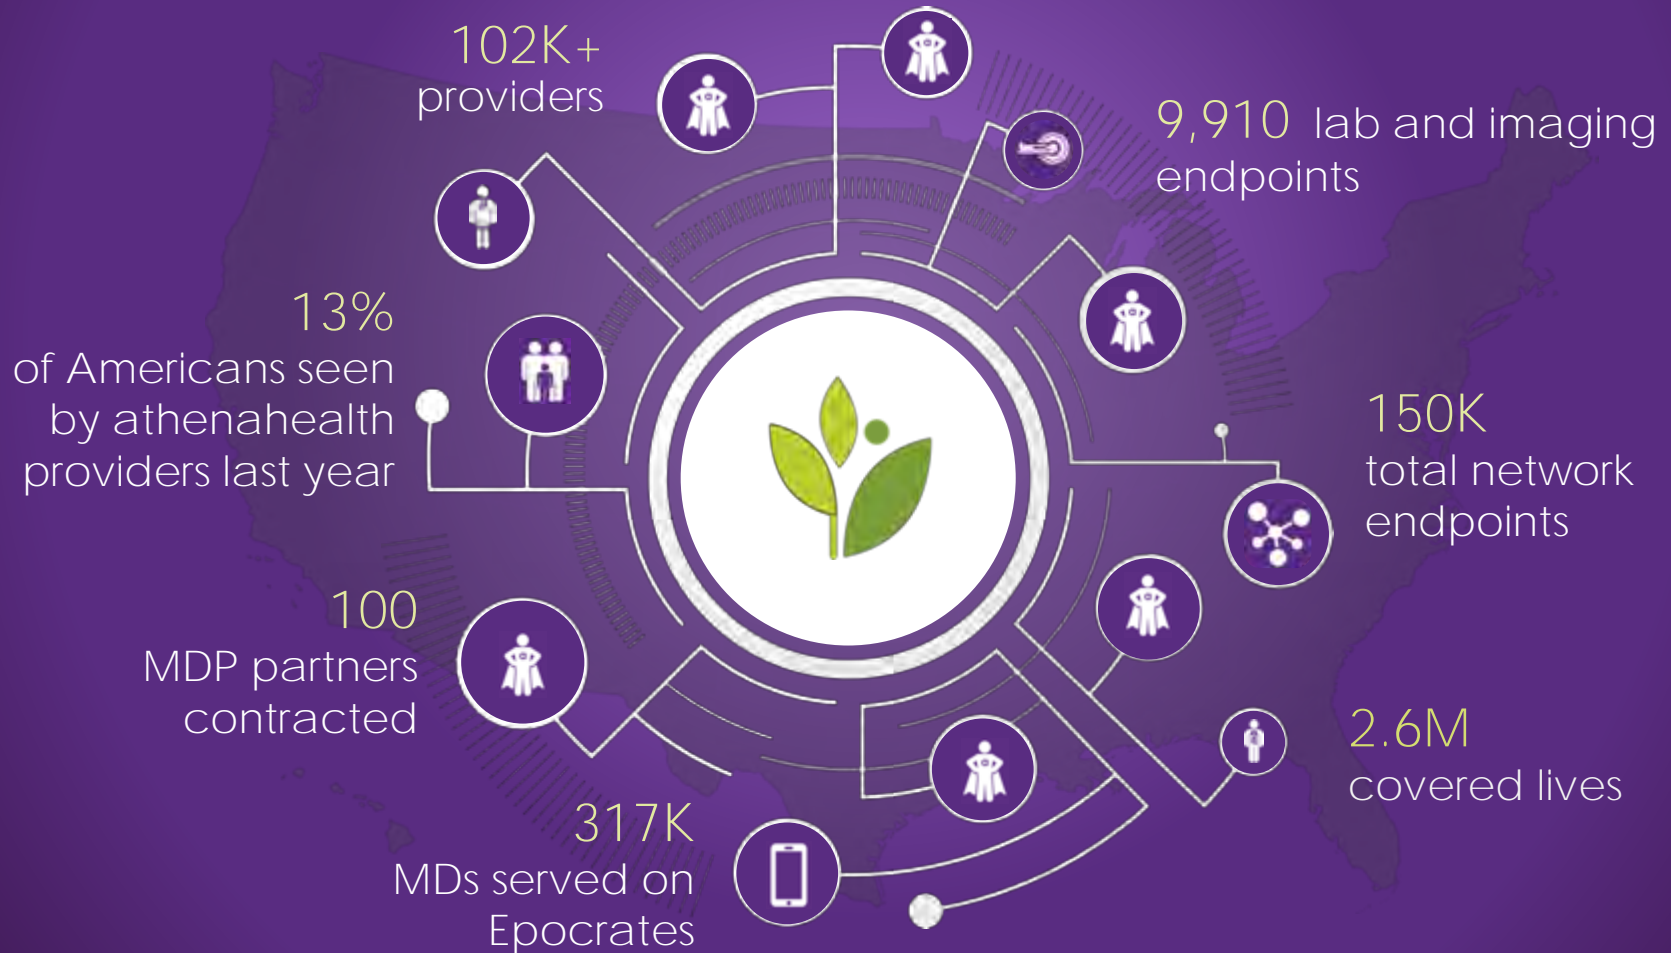 102K+
providers
9,910 lab and imaging
endpoints
13%
of Americans seen
by athenahealth
providers last year
150K
total network
endpoints
100
MDP partners
contracted
2.6M
covered lives
317K
MDs served on
Epocrates